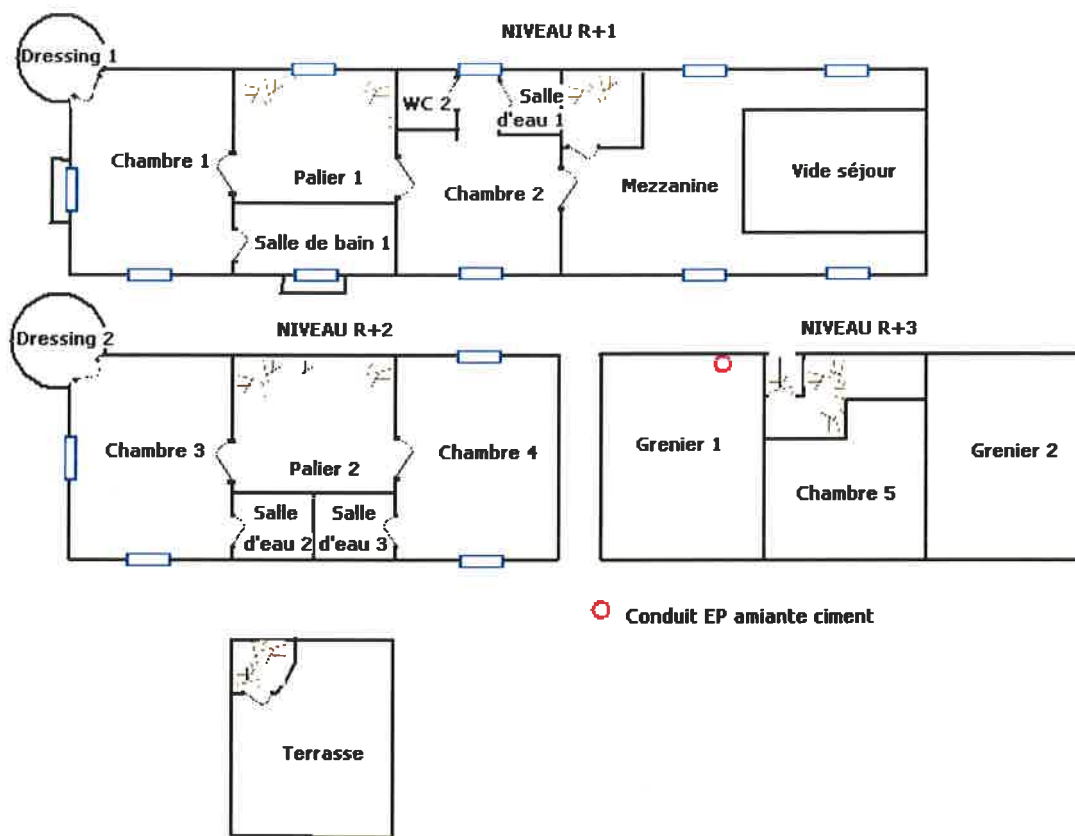 NIVEAU R+1
Dressing 1
WC 2
Salle
d'eau 1
Chambre 1
Palier 1
Chambre 2
Mezzanine
Vide séjour
Salle de bain 1
NIVEAU R+2
NIVEAU R+3
Dressing 2
Chambre 3
Palier 2
Chambre 4
Grenier 1
Grenier 2
Chambre 5
Salle
d'eau 2
Salle
d'eau 3
Conduit EP amiante ciment
Terrasse